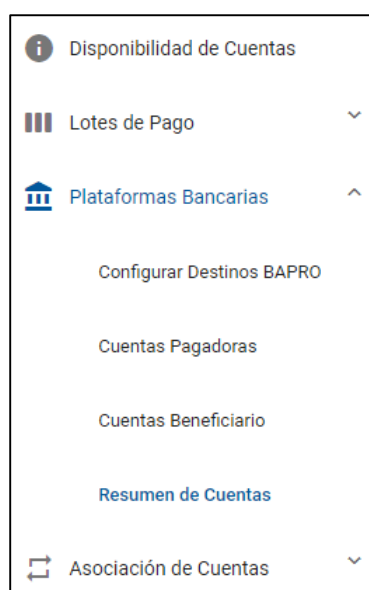 Disponibilidad de Cuentas
Lotes de Pago
Plataformas Bancarias
Configurar Destinos BAPRO
Cuentas Pagadoras
Cuentas Beneficiario
Resumen de Cuentas
Asociación de Cuentas